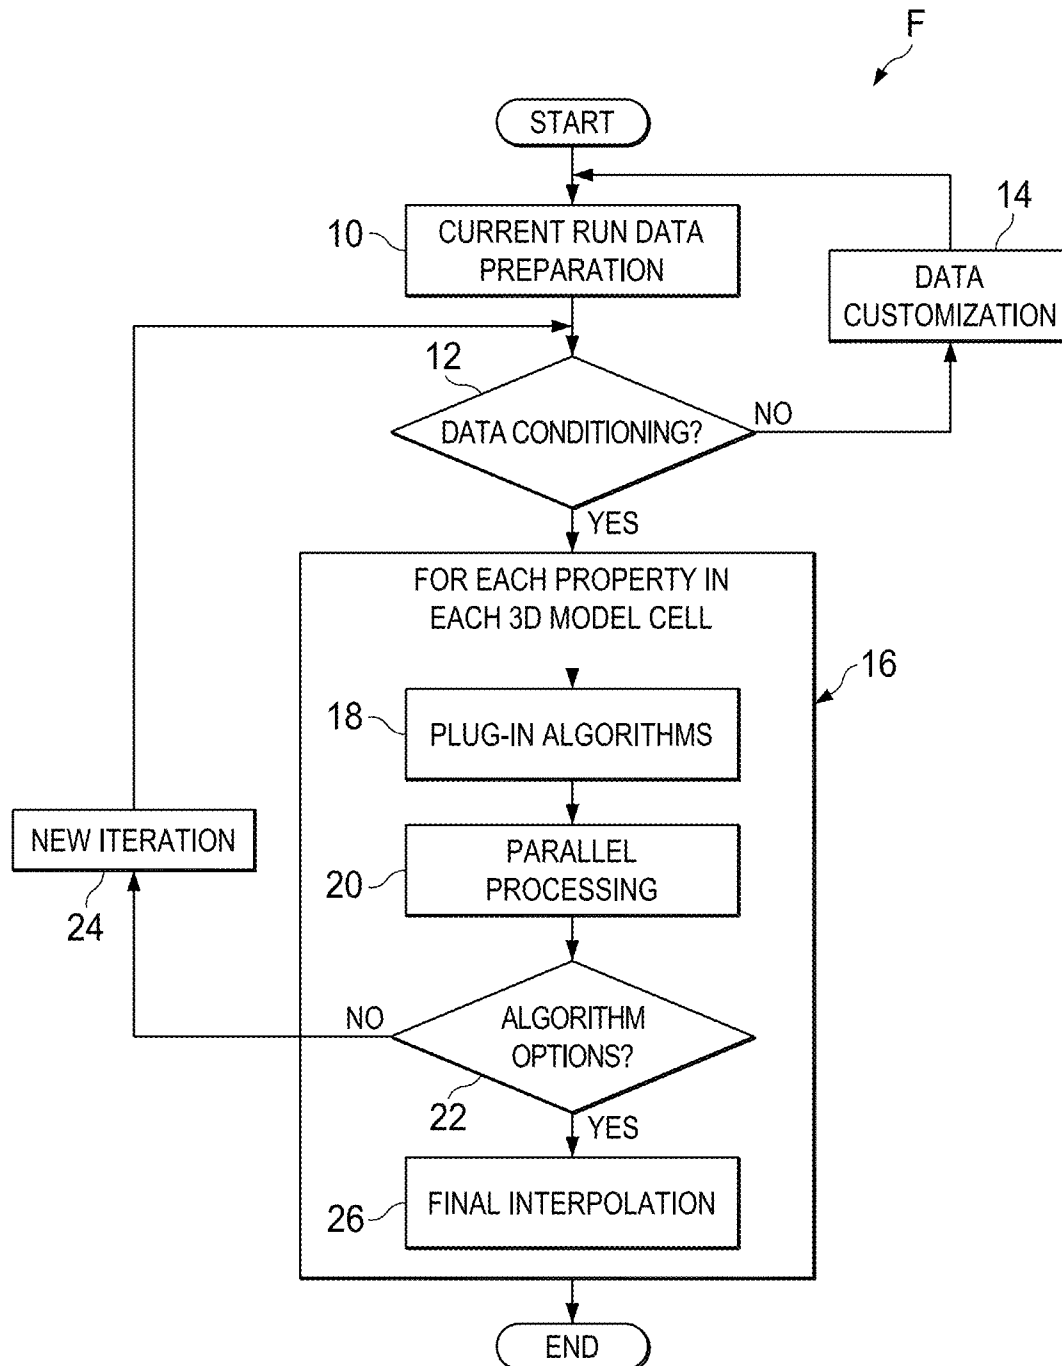 F
START
10
CURRENT RUN DATA
PREPARATION
14
DATA
CUSTOMIZATION
12
DATA CONDITIONING?
NO
YES
FOR EACH PROPERTY IN
EACH 3D MODEL CELL
16
18
PLUG-IN ALGORITHMS
NEW ITERATION
24
20
PARALLEL
PROCESSING
NO
ALGORITHM
OPTIONS?
22
YES
26
FINAL INTERPOLATION
END